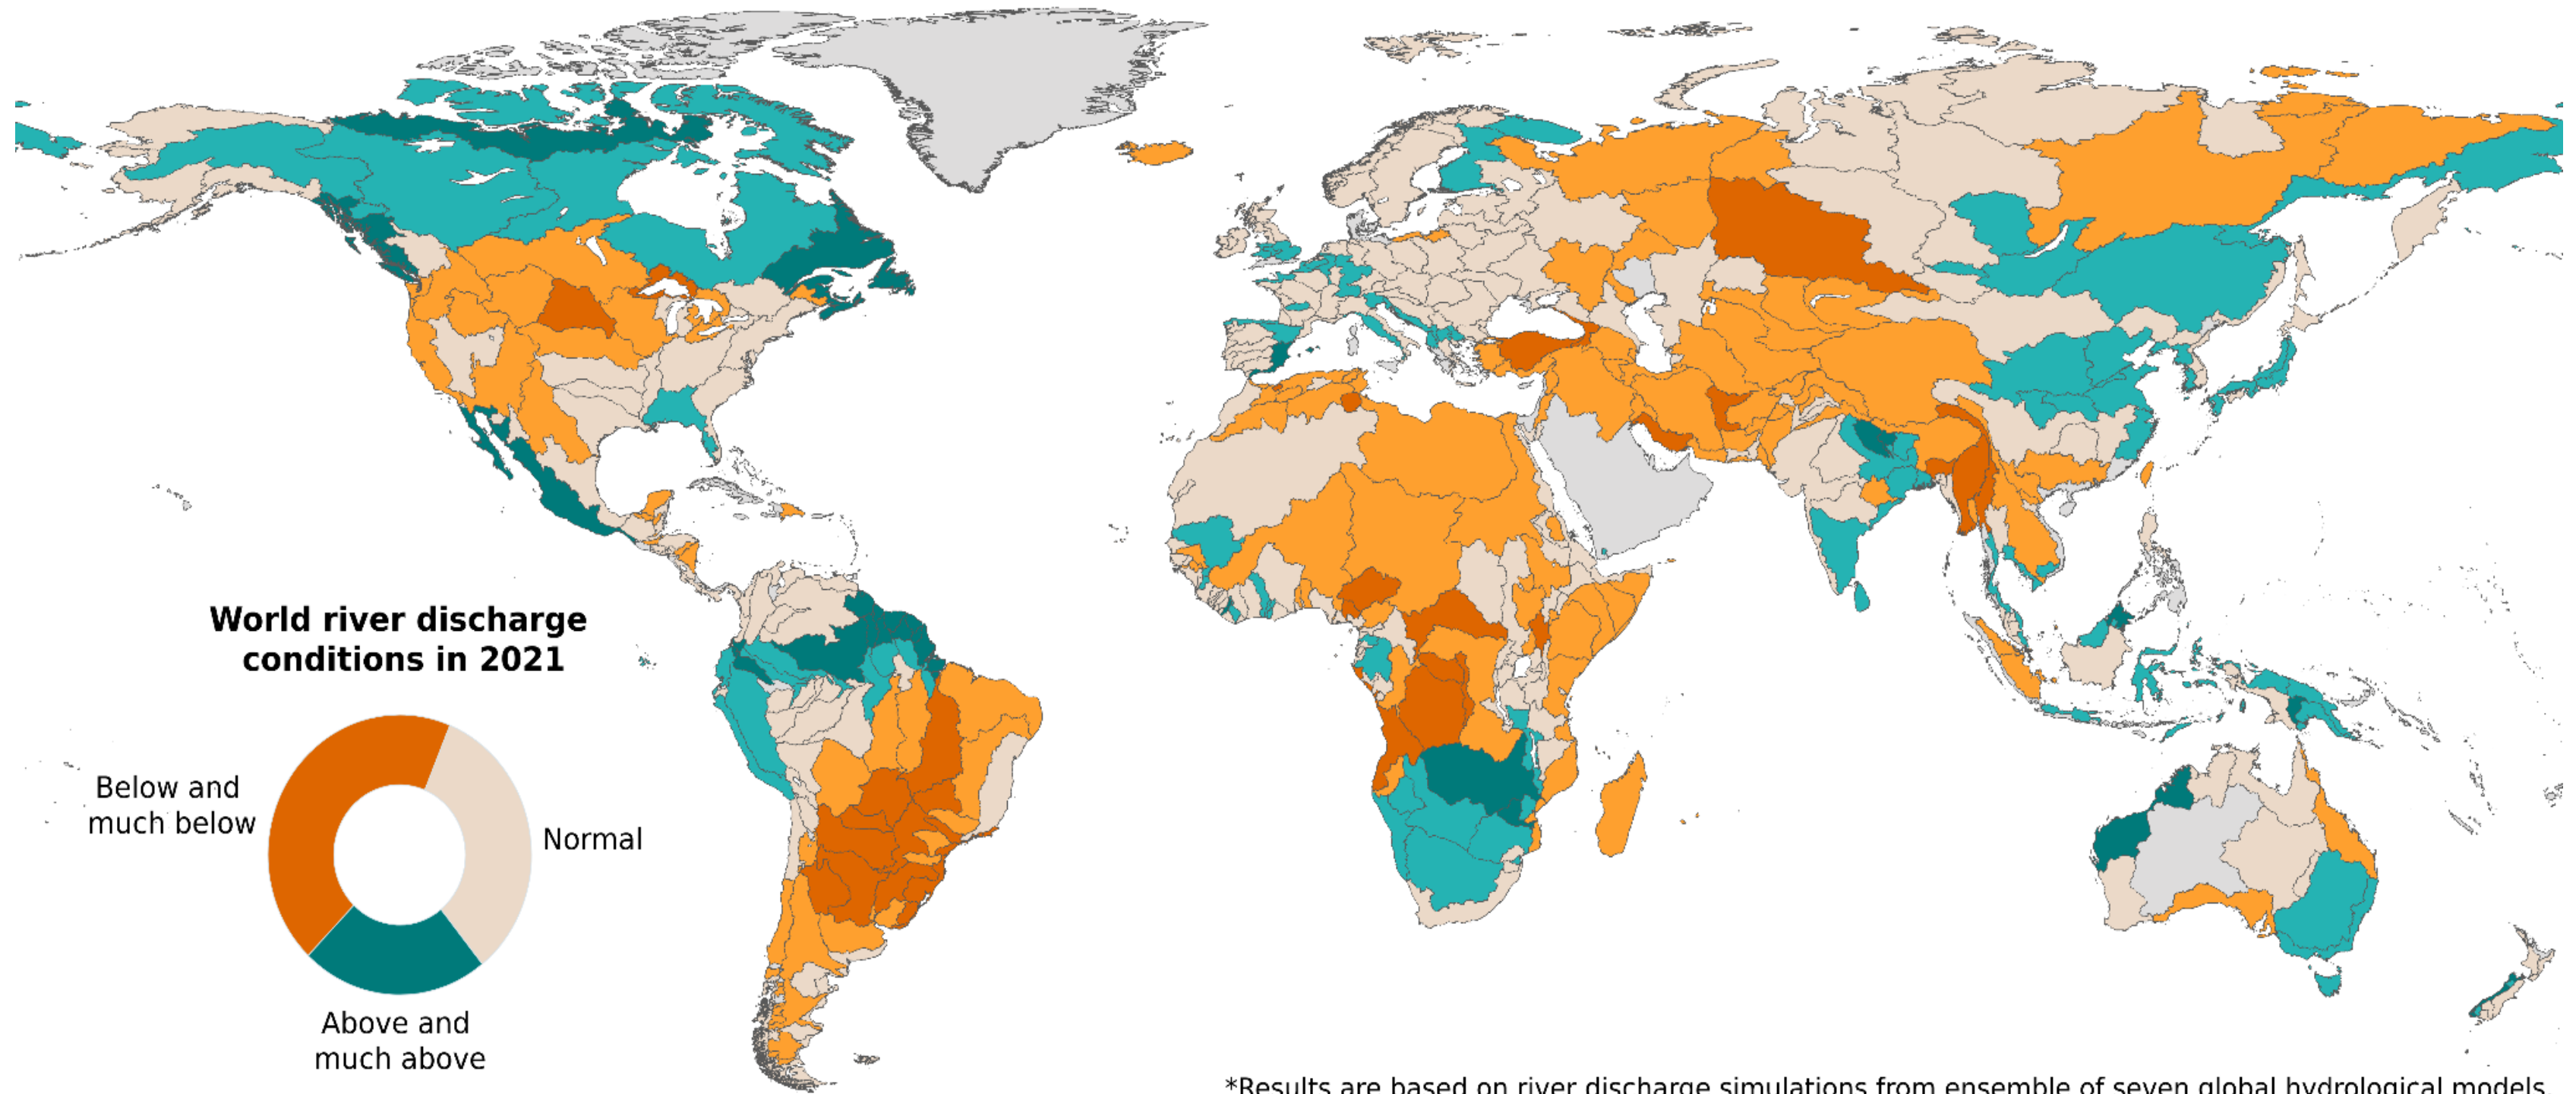 World river discharge
conditions in 2021
Below and
much below
Normal
Above and
much above
*Results are based on river discharge simulations from ensemble of seven global hydrological models